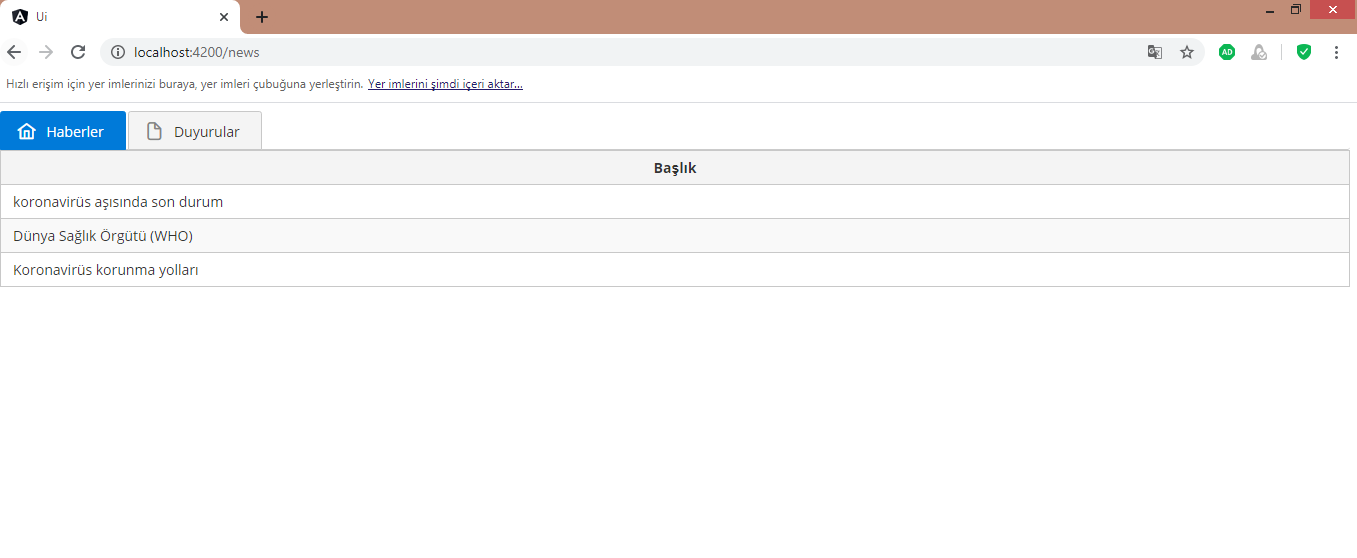 Ui
localhost:4200/news
AD
Hızlı erişim için yer imlerinizi buraya, yer imleri çubuğuna yerleştirin. Yer imlerini şimdi içeri aktar...
Haberler Duyurular
Başlık
koronavirüs aşısında son durum
Dünya Sağlık Örgütü (WHO)
Koronavirüs korunma yolları